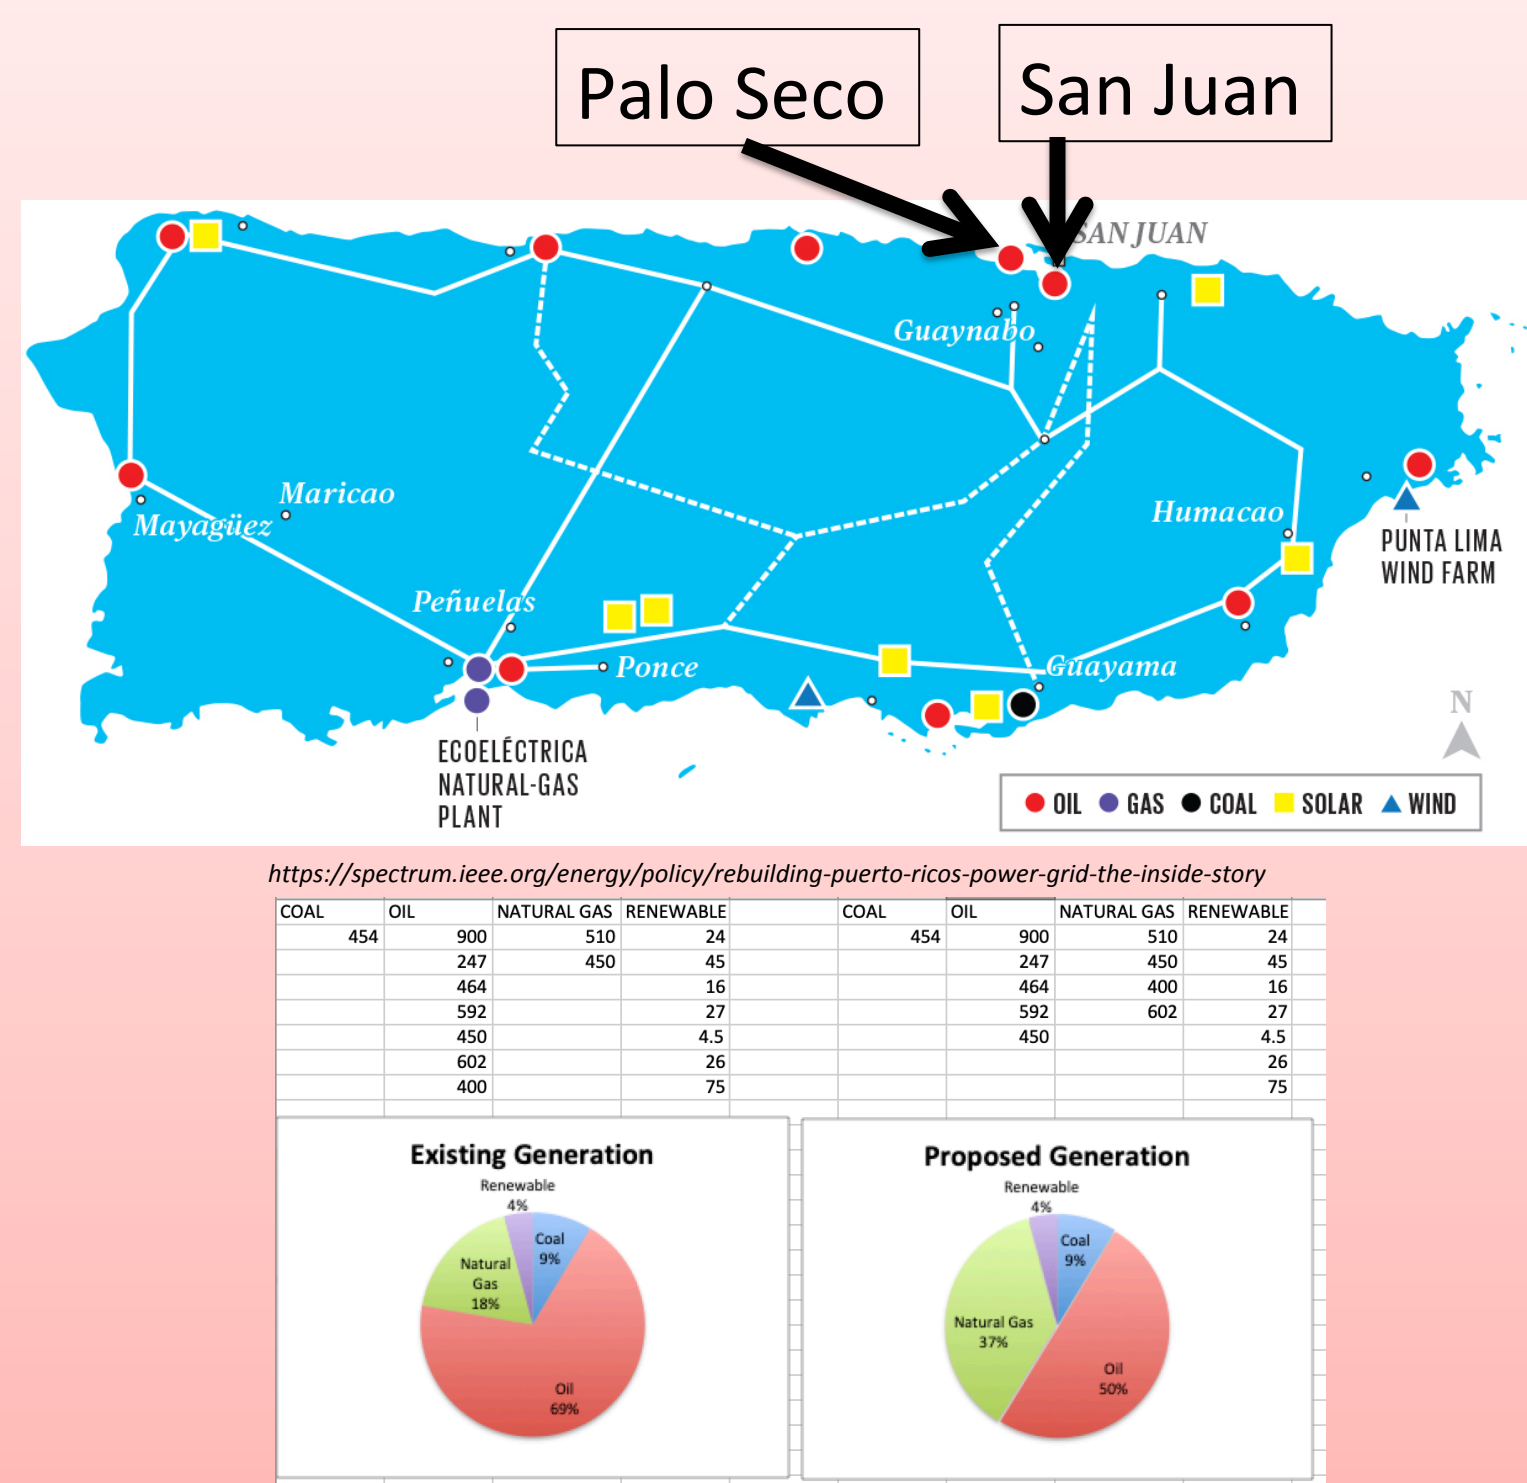 Palo Seco
San Juan
SAN JUAN
Guaynabo
Maricao
Mayagüez
Humacao
PUNTA LIMA
WIND FARM
Peñuelas
Ponce
Guayama
ECOELÉCTRICA
NATURAL-GAS
PLANT
N
OIL GAS COAL SOLAR WIND
https://spectrum.ieee.org/energy/policy/rebuilding-puerto-ricos-power-grid-the-inside-story
COAL OIL NATURAL GAS RENEWABLE COAL OIL NATURAL GAS RENEWABLE
454 900 510 24 454 900 510 24
247 450 45 247 450 45
464 16 464 400 16
592 27 592 602 27
450 4.5 450 4.5
602 26 26
400 75 75
Existing Generation
Renewable
4%
Coal
9%
Natural
Gas
18%
Oil
69%
Proposed Generation
Renewable
4%
Coal
9%
Natural Gas
37%
Oil
50%